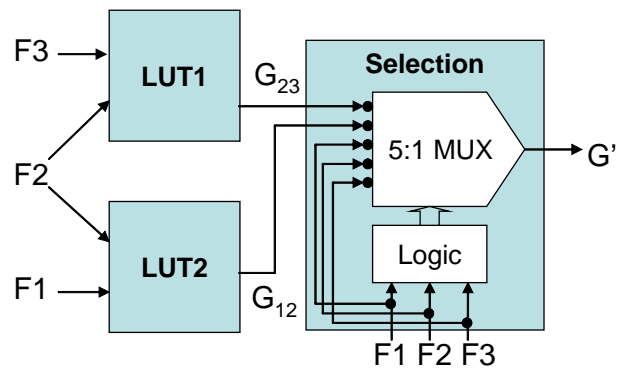 F3
LUT1
G23
Selection
F2
5:1 MUX
G'
LUT2
F1
G12
Logic
F1 F2 F3